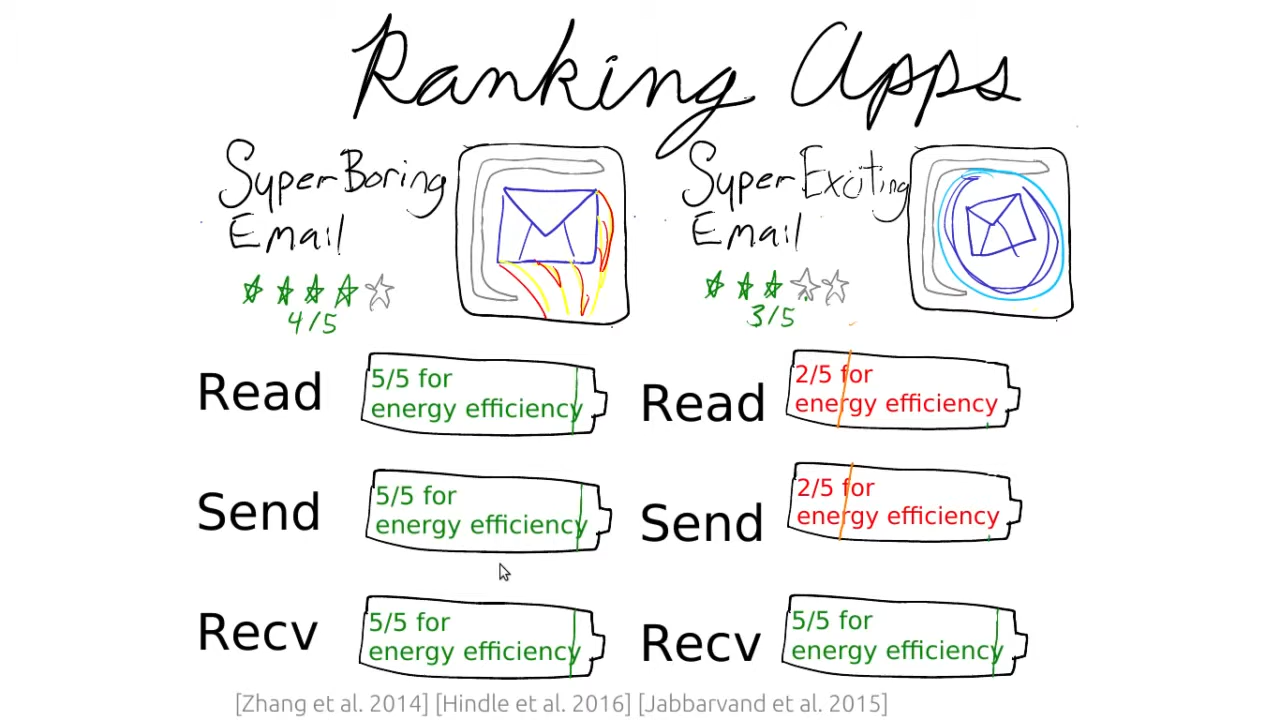 Ranking Apps
SuperBoring
Email
4/5
Read
5/5 for
energy efficiency
Send
5/5 for
energy efficiency
Recv
5/5 for
energy efficiency
Super Exciting
Email
3/5
Read
2/5 for
energy efficiency
Send
2/5 for
energy efficiency
Recv
5/5 for
energy efficiency
[Zhang et al. 2014] [Hindle et al. 2016] [Jabbarvand et al. 2015]